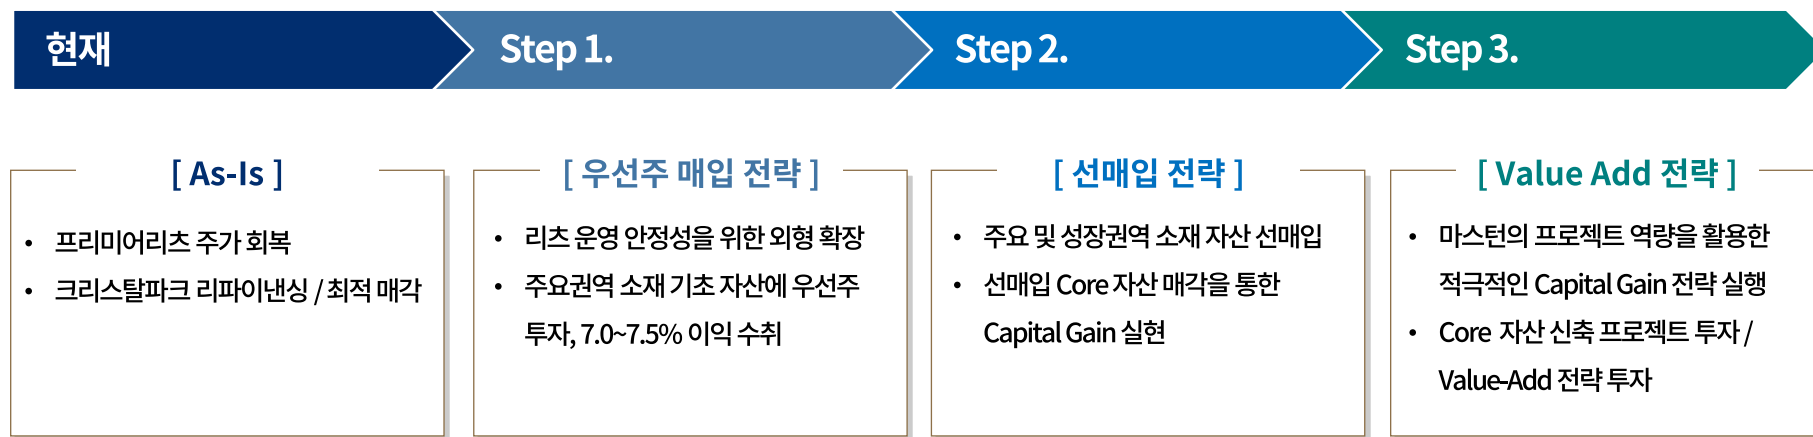 현재
Step 1.
Step 2.
Step 3.
[ As-Is ]
• 프리미어리츠 주가 회복
• 크리스탈파크 리파이낸싱 / 최적 매각
[ 우선주 매입 전략 ]
• 리츠 운영 안정성을 위한 외형 확장
• 주요권역 소재 기초 자산에 우선주
투자, 7.0~7.5% 이익 수취
[ 선매입 전략 ]
• 주요 및 성장권역 소재 자산 선매입
• 선매입 Core 자산 매각을 통한
Capital Gain 실현
[ Value Add 전략 ]
• 마스턴의 프로젝트 역량을 활용한
적극적인 Capital Gain 전략 실행
• Core 자산 신축 프로젝트 투자 /
Value-Add 전략 투자